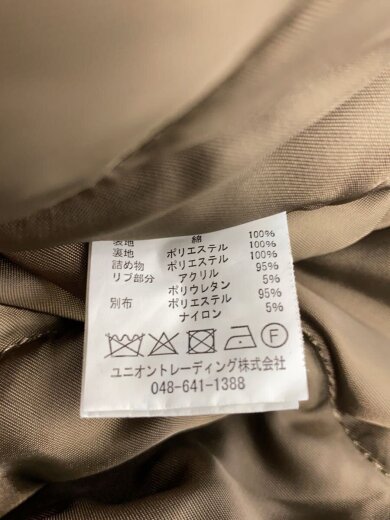 表地 綿 100%
裏地 ポリエステル 100%
詰め物 ポリエステル 100%
リブ部分 アクリル 95%
ポリウレタン 5%
別布 ポリエステル 95%
ナイロン 5%
F
ユニオントレーディング株式会社
048-641-1388